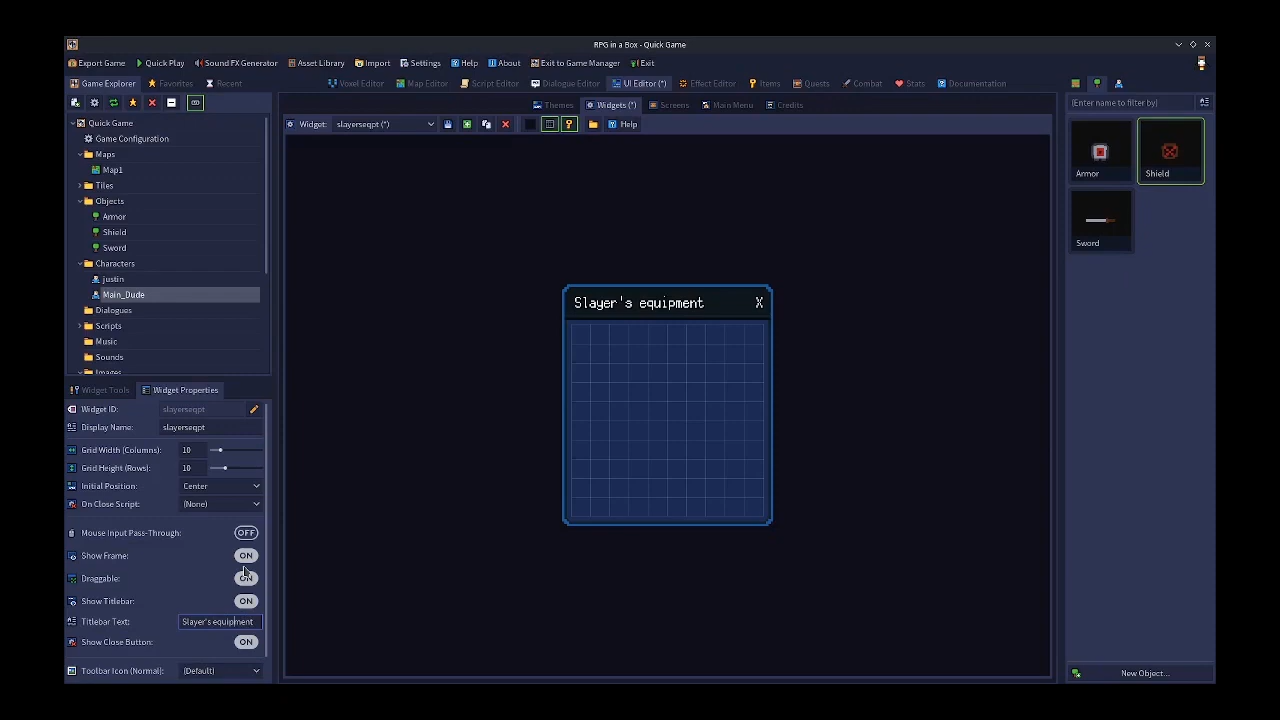 RPG in a Box - Quick Game
Export Game Quick Play Sound FX Generator Asset Library Import Settings Help About Exit to Game Manager Exit
Game Explorer Favorites Recent Voxel Editor Map Editor Script Editor Dialogue Editor UI Editor (*) Effect Editor Items Quests Combat Stats Documentation
Themes Widgets (*) Screens Main Menu Credits
(Enter name to filter by)
Widget: slayerseqpt (*) Help
Quick Game
Game Configuration
Maps
Map1
Tiles
Objects
Armor
Shield
Sword
Characters
justin
Main_Dude
Dialogues
Scripts
Music
Sounds
Images
Widget Tools Widget Properties
Widget ID: slayerseqpt
Display Name: slayerseqpt
Grid Width (Columns): 10
Grid Height (Rows): 10
Initial Position: Center
On Close Script: (None)
Mouse Input Pass-Through: OFF
Show Frame: ON
Draggable: ON
Show Titlebar: ON
Titlebar Text: Slayer's equipment
Show Close Button: ON
Toolbar Icon (Normal): (Default)
Slayer's equipment X
Armor
Shield
Sword
New Object...